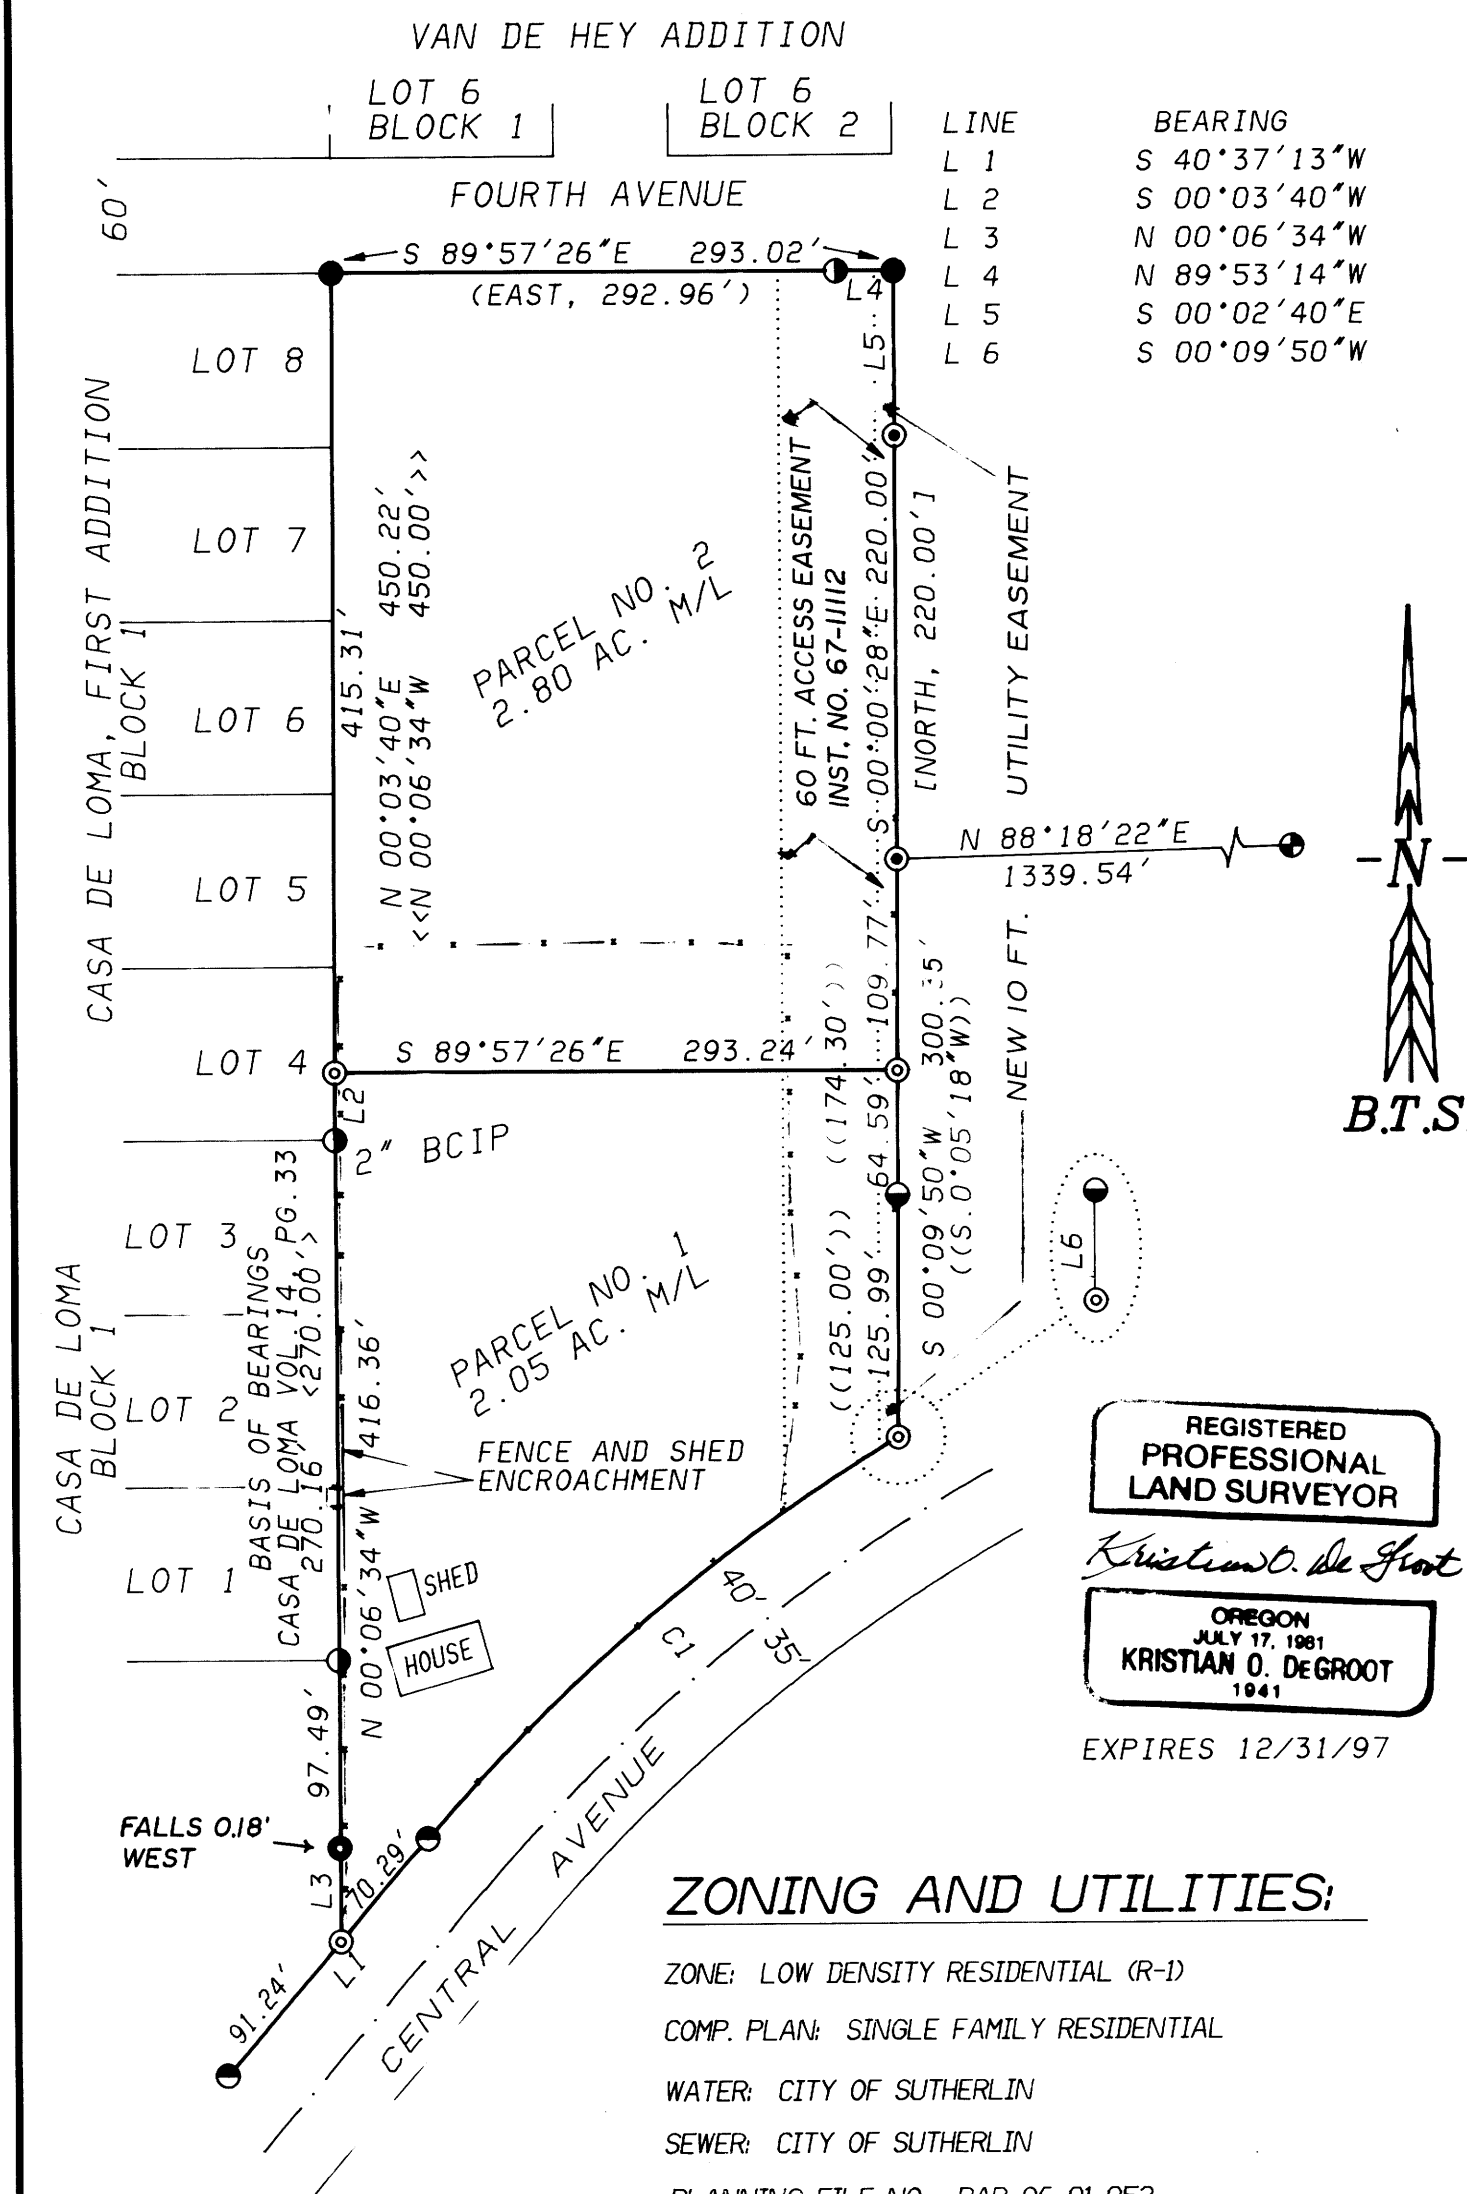 VAN DE HEY ADDITION
LOT 6
BLOCK 1
LOT 6
BLOCK 2
LINE BEARING
L 1 S 40°37'13"W
L 2 S 00°03'40"W
L 3 N 00°06'34"W
L 4 N 89°53'14"W
L 5 S 00°02'40"E
L 6 S 00°09'50"W
60'
FOURTH AVENUE
S 89°57'26"E 293.02'
(EAST, 292.96')
L4
L5
LOT 8
LOT 7
LOT 6
LOT 5
LOT 4
CASA DE LOMA, FIRST ADDITION
BLOCK 1
415.31'
N 00°03'40"E 450.22'
<<N 00°06'34"W 450.00'>>
PARCEL NO. 2
2.80 AC. M/L
60 FT. ACCESS EASEMENT
INST. NO. 67-11112
S 00°00'28"E 220.00'
[NORTH, 220.00']
NEW 10 FT. UTILITY EASEMENT
N 88°18'22"E
1339.54'
N
B.T.S.
109.77'
((174.30'))
64.59'
S 00°09'50"W 300.35'
((S.0°05'18"W))
S 89°57'26"E 293.24'
L2
2" BCIP
LOT 3
LOT 2
LOT 1
CASA DE LOMA
BLOCK 1
BASIS OF BEARINGS
CASA DE LOMA VOL.14, PG.33
270.16' <270.00'>
416.36'
N 00°06'34"W
PARCEL NO. 1
2.05 AC. M/L
((125.00'))
125.99'
L6
FENCE AND SHED
ENCROACHMENT
SHED
HOUSE
97.49'
FALLS 0.18'
WEST
L3
70.29'
L1
91.24'
C1
40'
35'
CENTRAL AVENUE
REGISTERED
PROFESSIONAL
LAND SURVEYOR
Kristian O. De Groot
OREGON
JULY 17, 1981
KRISTIAN O. DeGROOT
1941
EXPIRES 12/31/97
ZONING AND UTILITIES:
ZONE: LOW DENSITY RESIDENTIAL (R-1)
COMP. PLAN: SINGLE FAMILY RESIDENTIAL
WATER: CITY OF SUTHERLIN
SEWER: CITY OF SUTHERLIN